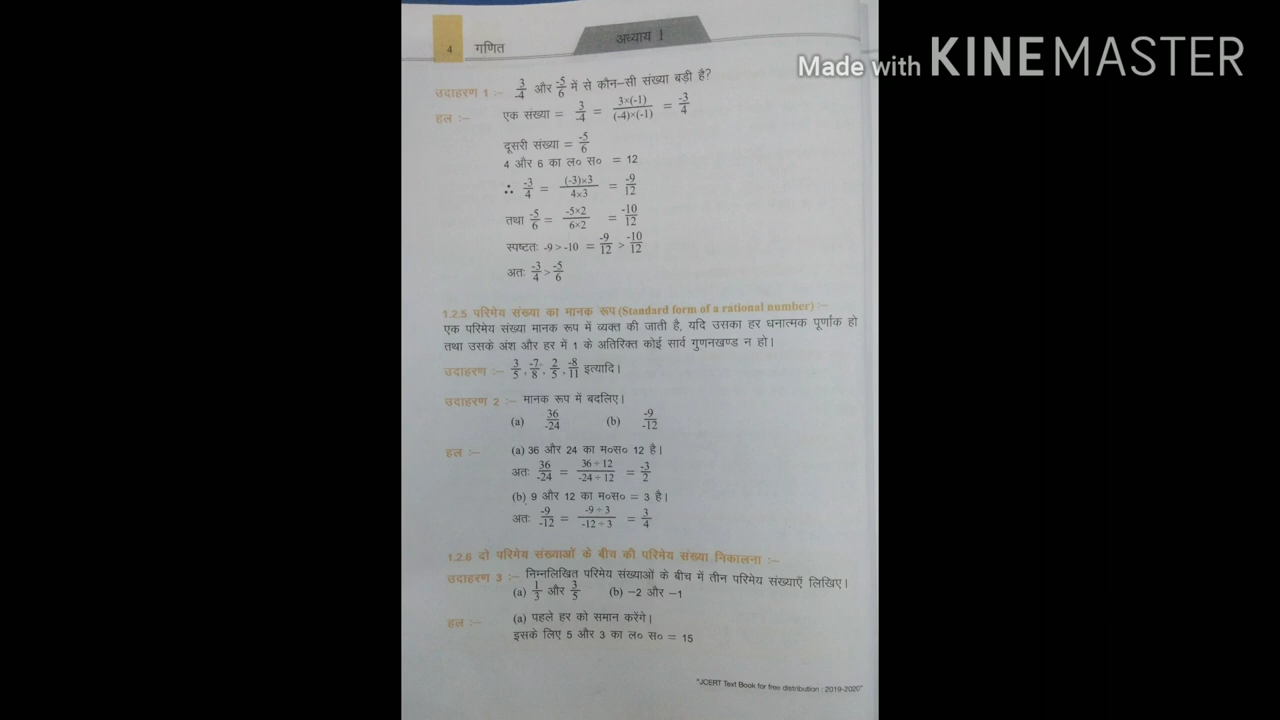 4 गणित अध्याय 1
Made with KINEMASTER
उदाहरण 1 :- 3/-4 और -5/6 में से कौन-सी संख्या बड़ी है?
हल :- एक संख्या = 3/-4 = 3×(-1)/(-4)×(-1) = -3/4
दूसरी संख्या = -5/6
4 और 6 का ल० स० = 12
∴ -3/4 = (-3)×3/4×3 = -9/12
तथा -5/6 = -5×2/6×2 = -10/12
स्पष्टतः -9 > -10 = -9/12 > -10/12
अतः -3/4 > -5/6
1.2.5 परिमेय संख्या का मानक रूप (Standard form of a rational number) :-
एक परिमेय संख्या मानक रूप में व्यक्त की जाती है, यदि उसका हर धनात्मक पूर्णांक हो
तथा उसके अंश और हर में 1 के अतिरिक्त कोई सार्व गुणनखण्ड न हो।
उदाहरण :- 3/5, -7/8, 2/5, -8/11 इत्यादि।
उदाहरण 2 :- मानक रूप में बदलिए।
(a) 36/-24 (b) -9/-12
हल :- (a) 36 और 24 का म०स० 12 है।
अतः 36/-24 = 36÷12/-24÷12 = -3/2
(b) 9 और 12 का म०स० = 3 है।
अतः -9/-12 = -9÷3/-12÷3 = 3/4
1.2.6 दो परिमेय संख्याओं के बीच की परिमेय संख्या निकालना :-
उदाहरण 3 :- निम्नलिखित परिमेय संख्याओं के बीच में तीन परिमेय संख्याएँ लिखिए।
(a) 1/3 और 3/5 (b) -2 और -1
हल :- (a) पहले हर को समान करेंगे।
इसके लिए 5 और 3 का ल० स० = 15
"JCERT Text Book for free distribution : 2019-2020"